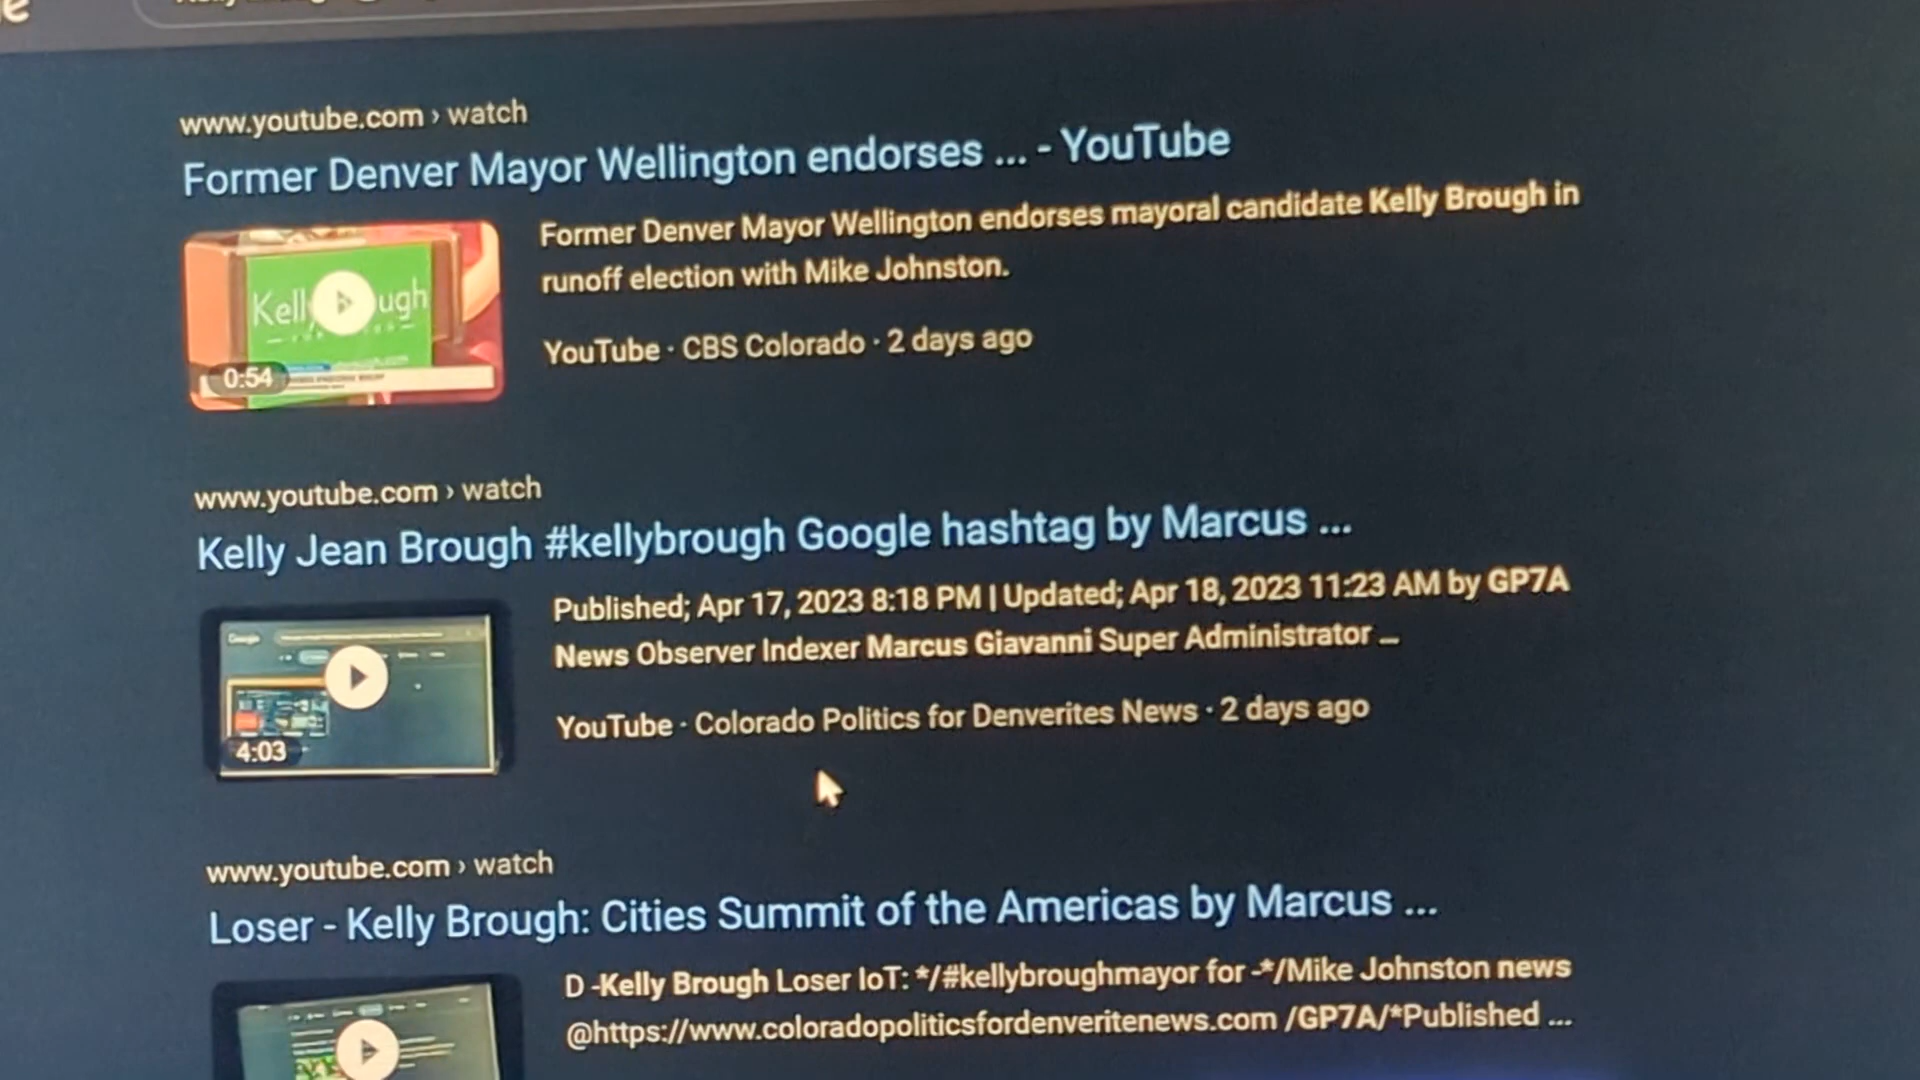 www.youtube.com › watch
Former Denver Mayor Wellington endorses ... - YouTube
Former Denver Mayor Wellington endorses mayoral candidate Kelly Brough in
runoff election with Mike Johnston.
Kelly ugh
0:54
YouTube · CBS Colorado · 2 days ago
www.youtube.com › watch
Kelly Jean Brough #kellybrough Google hashtag by Marcus ...
Published; Apr 17, 2023 8:18 PM | Updated; Apr 18, 2023 11:23 AM by GP7A
News Observer Indexer Marcus Giavanni Super Administrator ...
Google
4:03
YouTube · Colorado Politics for Denverites News · 2 days ago
www.youtube.com › watch
Loser - Kelly Brough: Cities Summit of the Americas by Marcus ...
D -Kelly Brough Loser IoT: */#kellybroughmayor for -*/Mike Johnston news
@https://www.coloradopoliticsfordenveritenews.com /GP7A/*Published ...